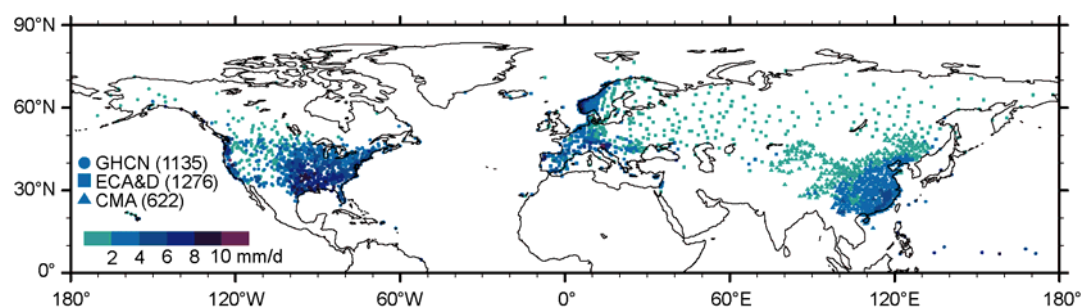 90°N
60°N
30°N
0°
GHCN (1135)
ECA&D (1276)
CMA (622)
2 4 6 8 10 mm/d
180° 120°W 60°W 0° 60°E 120°E 180°